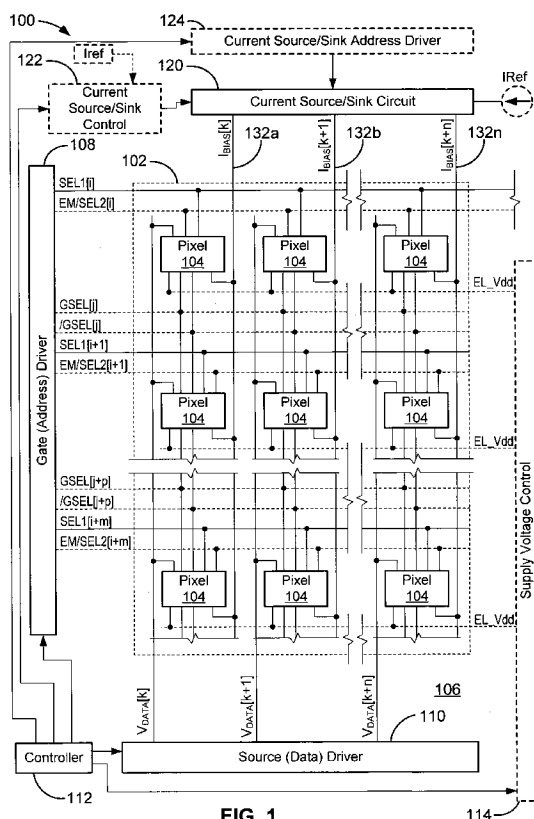 100
124
Current Source/Sink Address Driver
Iref
122
120
IRef
Current Source/Sink Control
Current Source/Sink Circuit
108
132a
132b
132n
IBIAS[k]
IBIAS[k+1]
IBIAS[k+n]
102
SEL1[i]
EM/SEL2[i]
Pixel 104
Pixel 104
Pixel 104
EL_Vdd
GSEL[j]
/GSEL[j]
SEL1[i+1]
EM/SEL2[i+1]
Pixel 104
Pixel 104
Pixel 104
EL_Vdd
Gate (Address) Driver
Supply Voltage Control
GSEL[j+p]
/GSEL[j+p]
SEL1[i+m]
EM/SEL2[i+m]
Pixel 104
Pixel 104
Pixel 104
EL_Vdd
VDATA[k]
VDATA[k+1]
VDATA[k+n]
106
110
Controller
Source (Data) Driver
112
114
FIG. 1